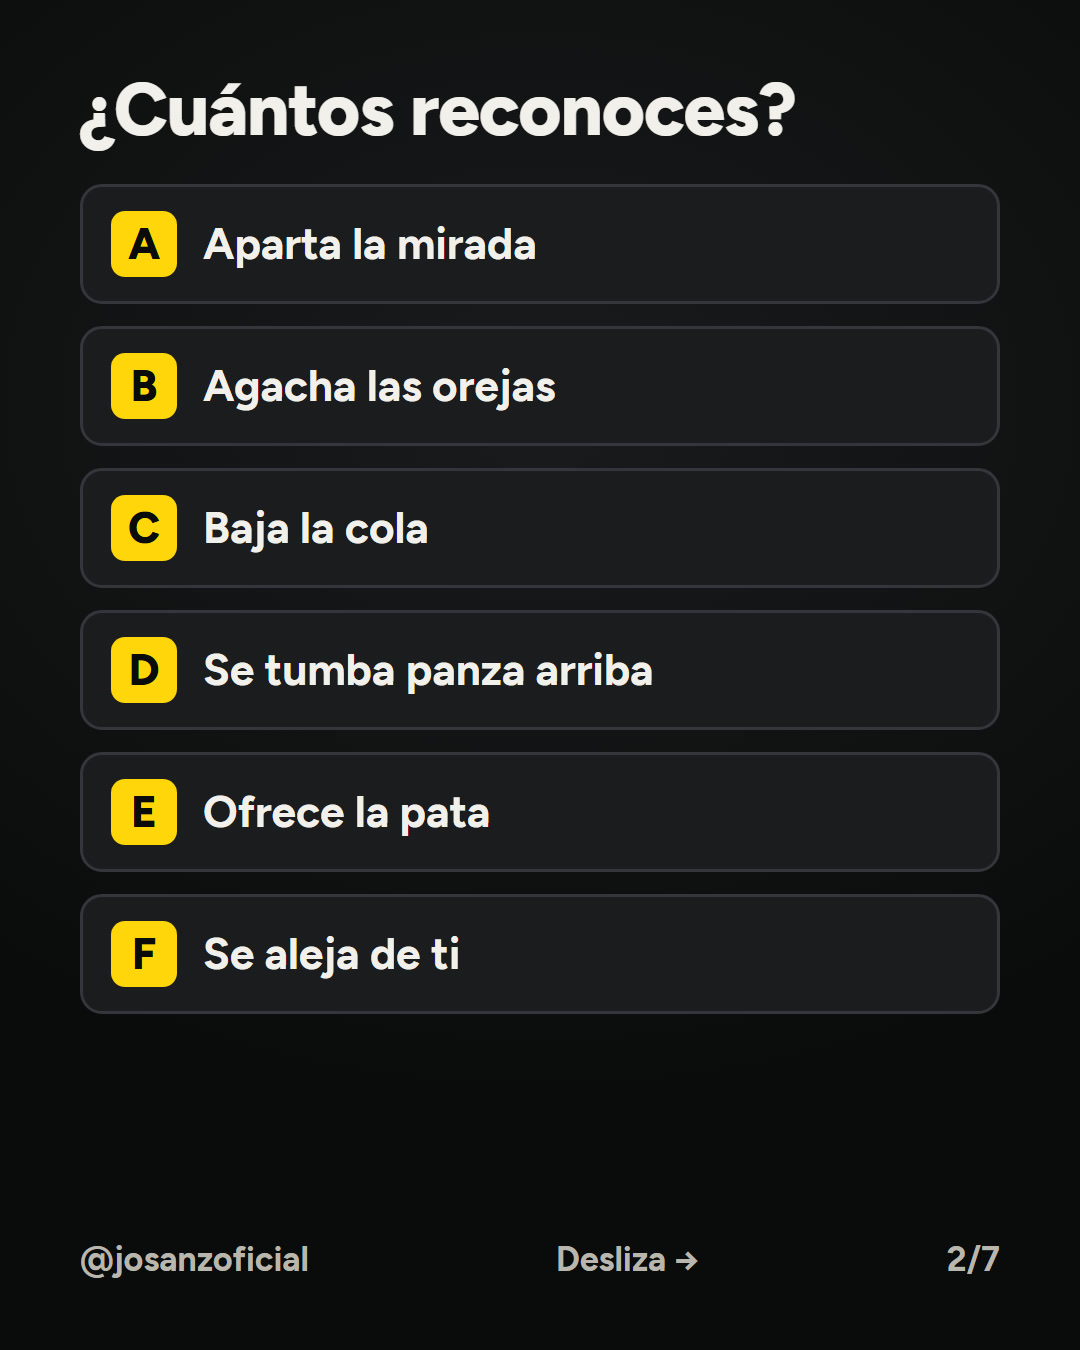 ¿Cuántos reconoces?
A Aparta la mirada
B Agacha las orejas
C Baja la cola
D Se tumba panza arriba
E Ofrece la pata
F Se aleja de ti
@josanzoficial Desliza → 2/7